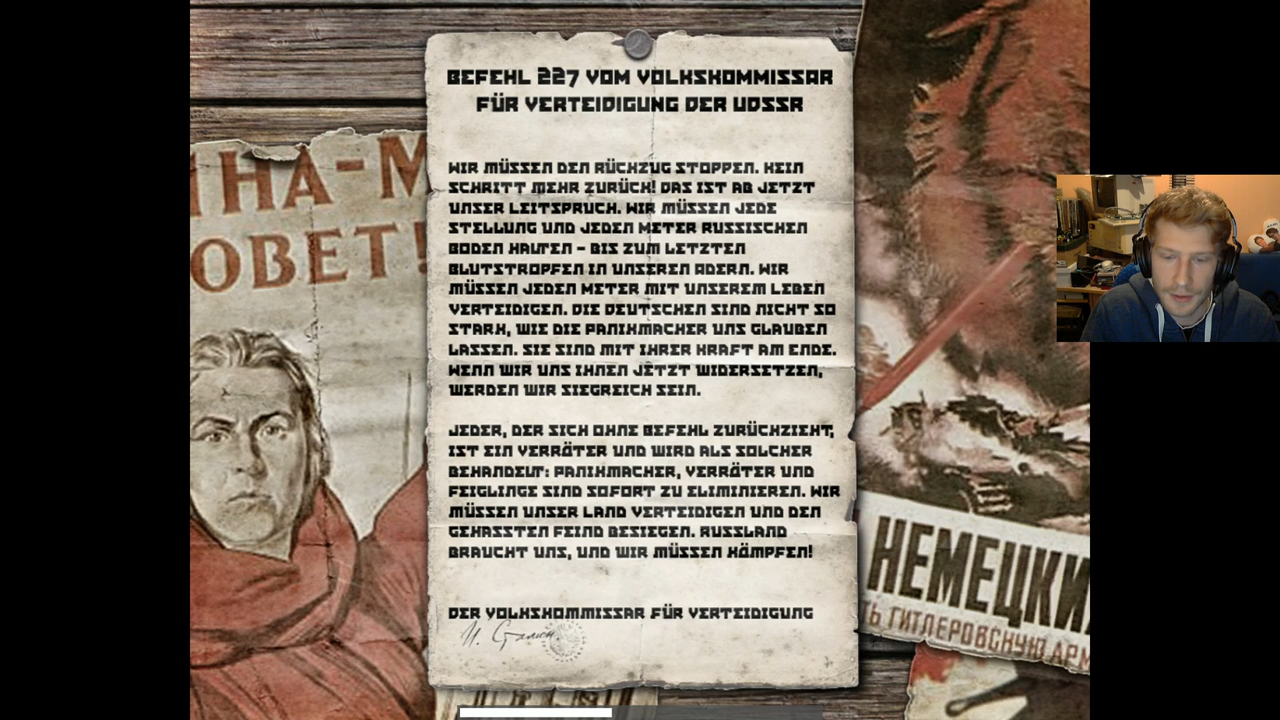 BEFEHL 227 VOM VOLKSKOMMISSAR
FÜR VERTEIDIGUNG DER UDSSR
WIR MÜSSEN DEN RÜCKZUG STOPPEN. KEIN
SCHRITT MEHR ZURÜCK! DAS IST AB JETZT
UNSER LEITSPRUCH. WIR MÜSSEN JEDE
STELLUNG UND JEDEN METER RUSSISCHEN
BODEN HALTEN - BIS ZUM LETZTEN
BLUTSTROPFEN IN UNSEREN ADERN. WIR
MÜSSEN JEDEN METER MIT UNSEREM LEBEN
VERTEIDIGEN. DIE DEUTSCHEN SIND NICHT SO
STARK, WIE DIE PANIKMACHER UNS GLAUBEN
LASSEN. SIE SIND MIT IHRER KRAFT AM ENDE.
WENN WIR UNS IHNEN JETZT WIDERSETZEN,
WERDEN WIR SIEGREICH SEIN.
JEDER, DER SICH OHNE BEFEHL ZURÜCKZIEHT,
IST EIN VERRÄTER UND WIRD ALS SOLCHER
BEHANDELT: PANIKMACHER, VERRÄTER UND
FEIGLINGE SIND SOFORT ZU ELIMINIEREN. WIR
MÜSSEN UNSER LAND VERTEIDIGEN UND DEN
GEHASSTEN FEIND BESIEGEN. RUSSLAND
BRAUCHT UNS, UND WIR MÜSSEN KÄMPFEN!
DER VOLKSKOMMISSAR FÜR VERTEIDIGUNG
И. Сталин
ИНА-М
ОВЕТ!
НЕМЕЦКИ
ТЬ ГИТЛЕРОВСКУЮ АРМ